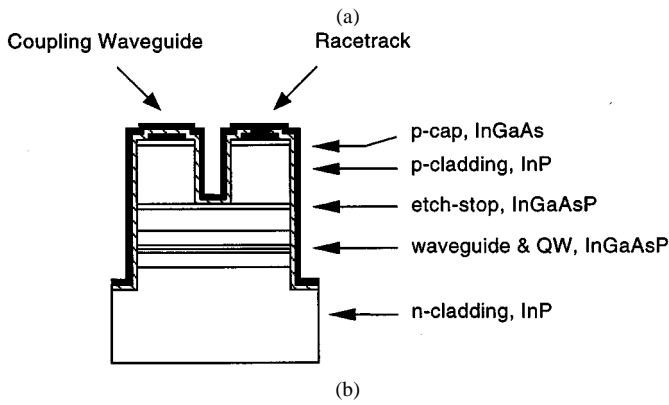 (a)
Coupling Waveguide
Racetrack
p-cap, InGaAs
p-cladding, InP
etch-stop, InGaAsP
waveguide & QW, InGaAsP
n-cladding, InP
(b)